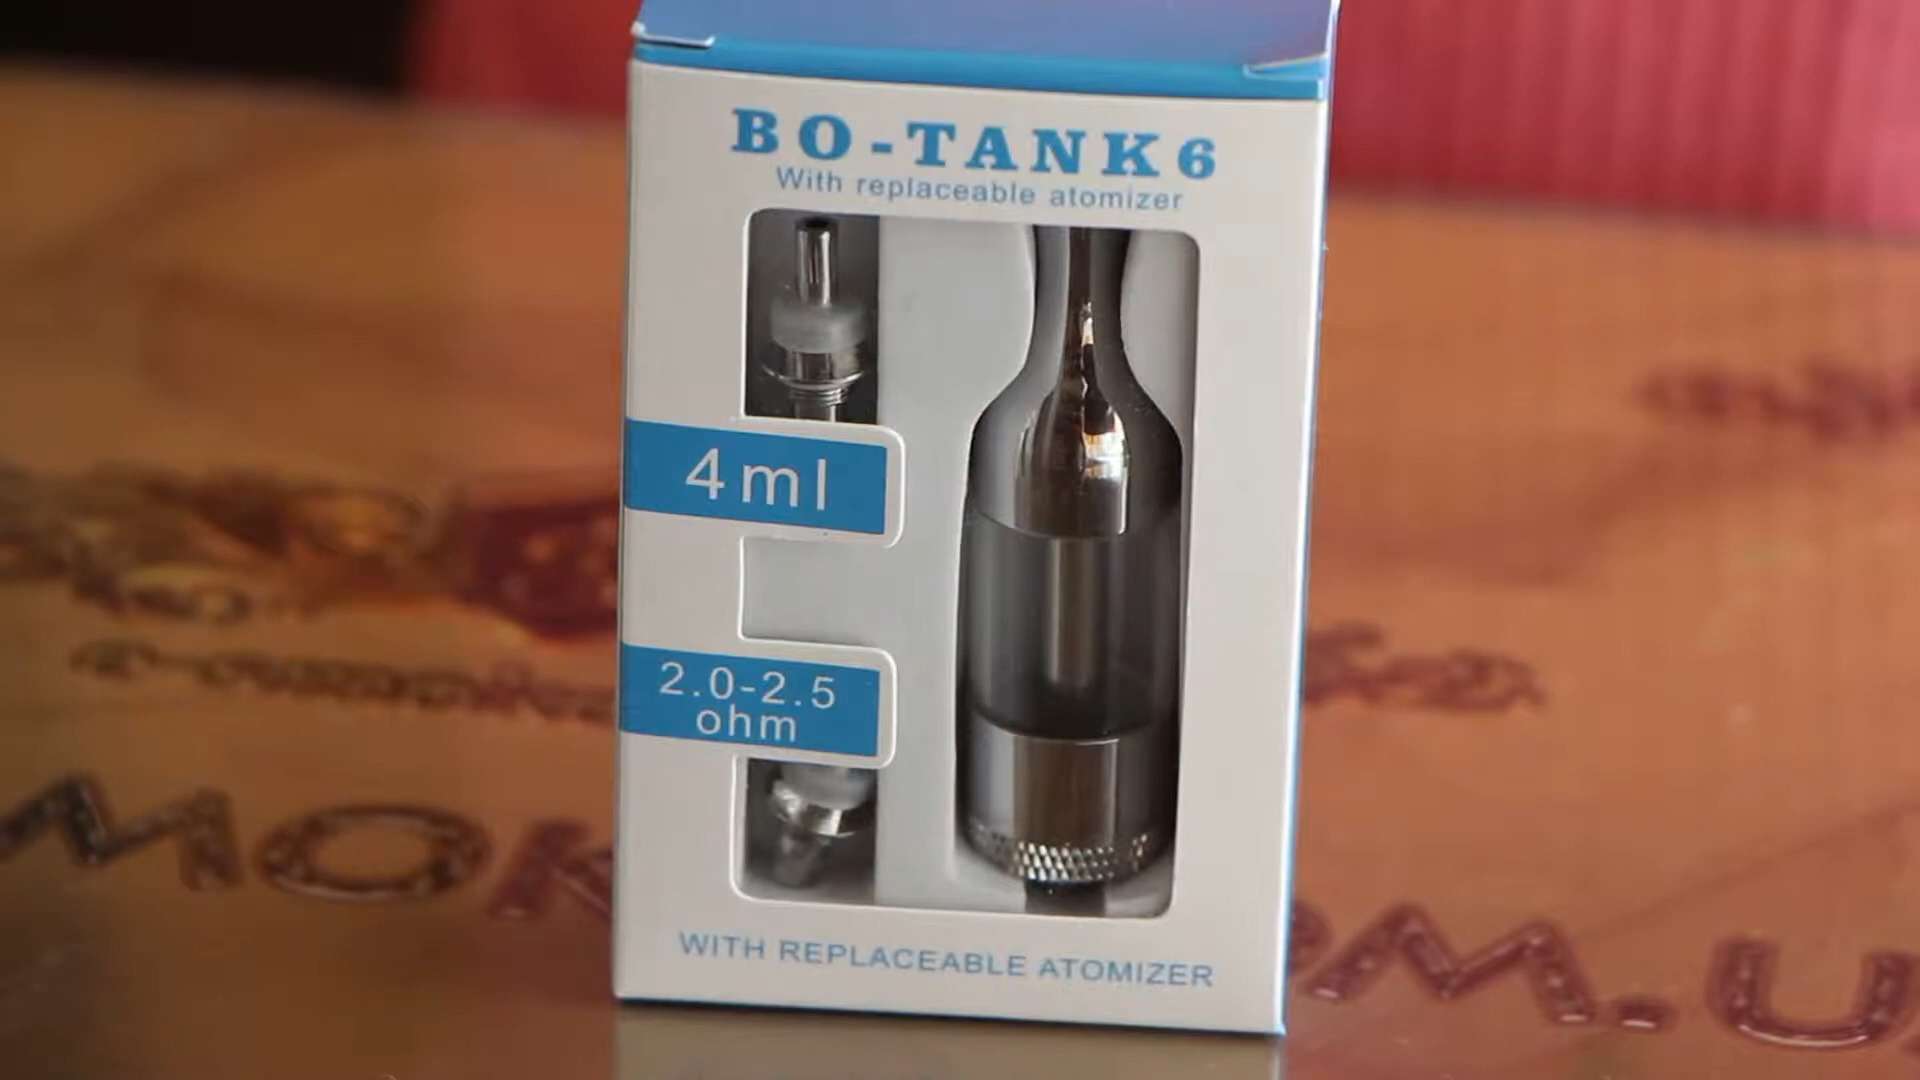 BO-TANK6
With replaceable atomizer
4ml
2.0-2.5
ohm
WITH REPLACEABLE ATOMIZER